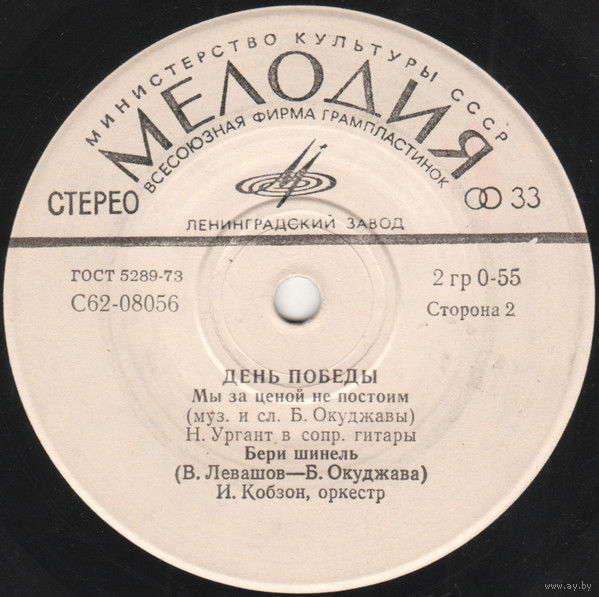 МИНИСТЕРСТВО КУЛЬТУРЫ СССР
МЕЛОДИЯ
ВСЕСОЮЗНАЯ ФИРМА ГРАМПЛАСТИНОК
СТЕРЕО
33
ЛЕНИНГРАДСКИЙ ЗАВОД
ГОСТ 5289-73
2 гр 0-55
С62-08056
Сторона 2
ДЕНЬ ПОБЕДЫ
Мы за ценой не постоим
(муз. и сл. Б. Окуджавы)
Н. Ургант в сопр. гитары
Бери шинель
(В. Левашов—Б. Окуджава)
И. Кобзон, оркестр
www.ay.by